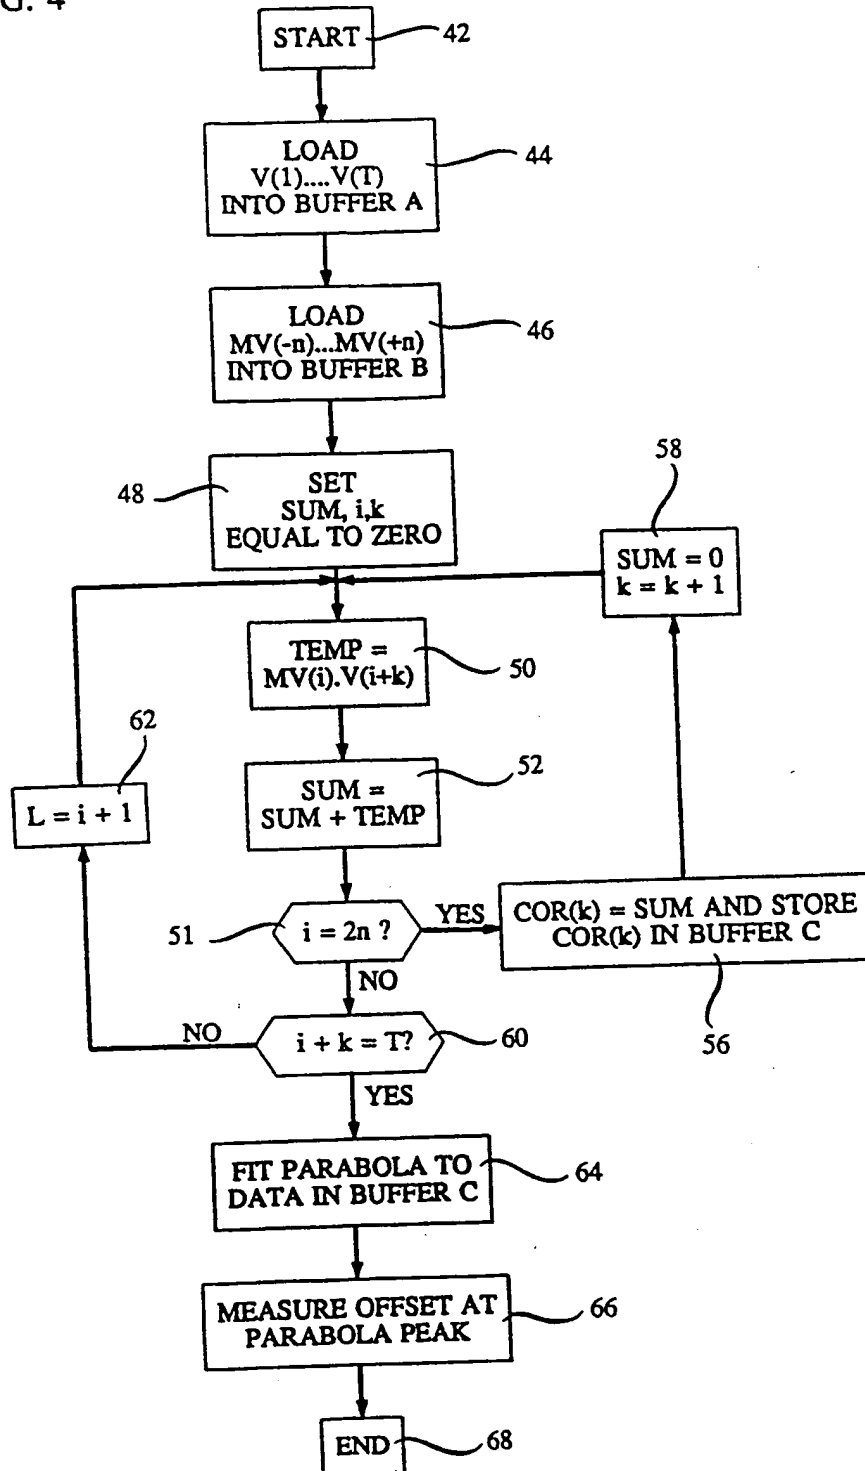 G. 4
START
42
LOAD
V(1)....V(T)
INTO BUFFER A
44
LOAD
MV(-n)...MV(+n)
INTO BUFFER B
46
SET
SUM, i,k
EQUAL TO ZERO
48
58
SUM = 0
k = k + 1
TEMP =
MV(i).V(i+k)
50
62
L = i + 1
SUM =
SUM + TEMP
52
51
i = 2n ?
YES
COR(k) = SUM AND STORE
COR(k) IN BUFFER C
56
NO
NO
i + k = T?
60
YES
FIT PARABOLA TO
DATA IN BUFFER C
64
MEASURE OFFSET AT
PARABOLA PEAK
66
END
68